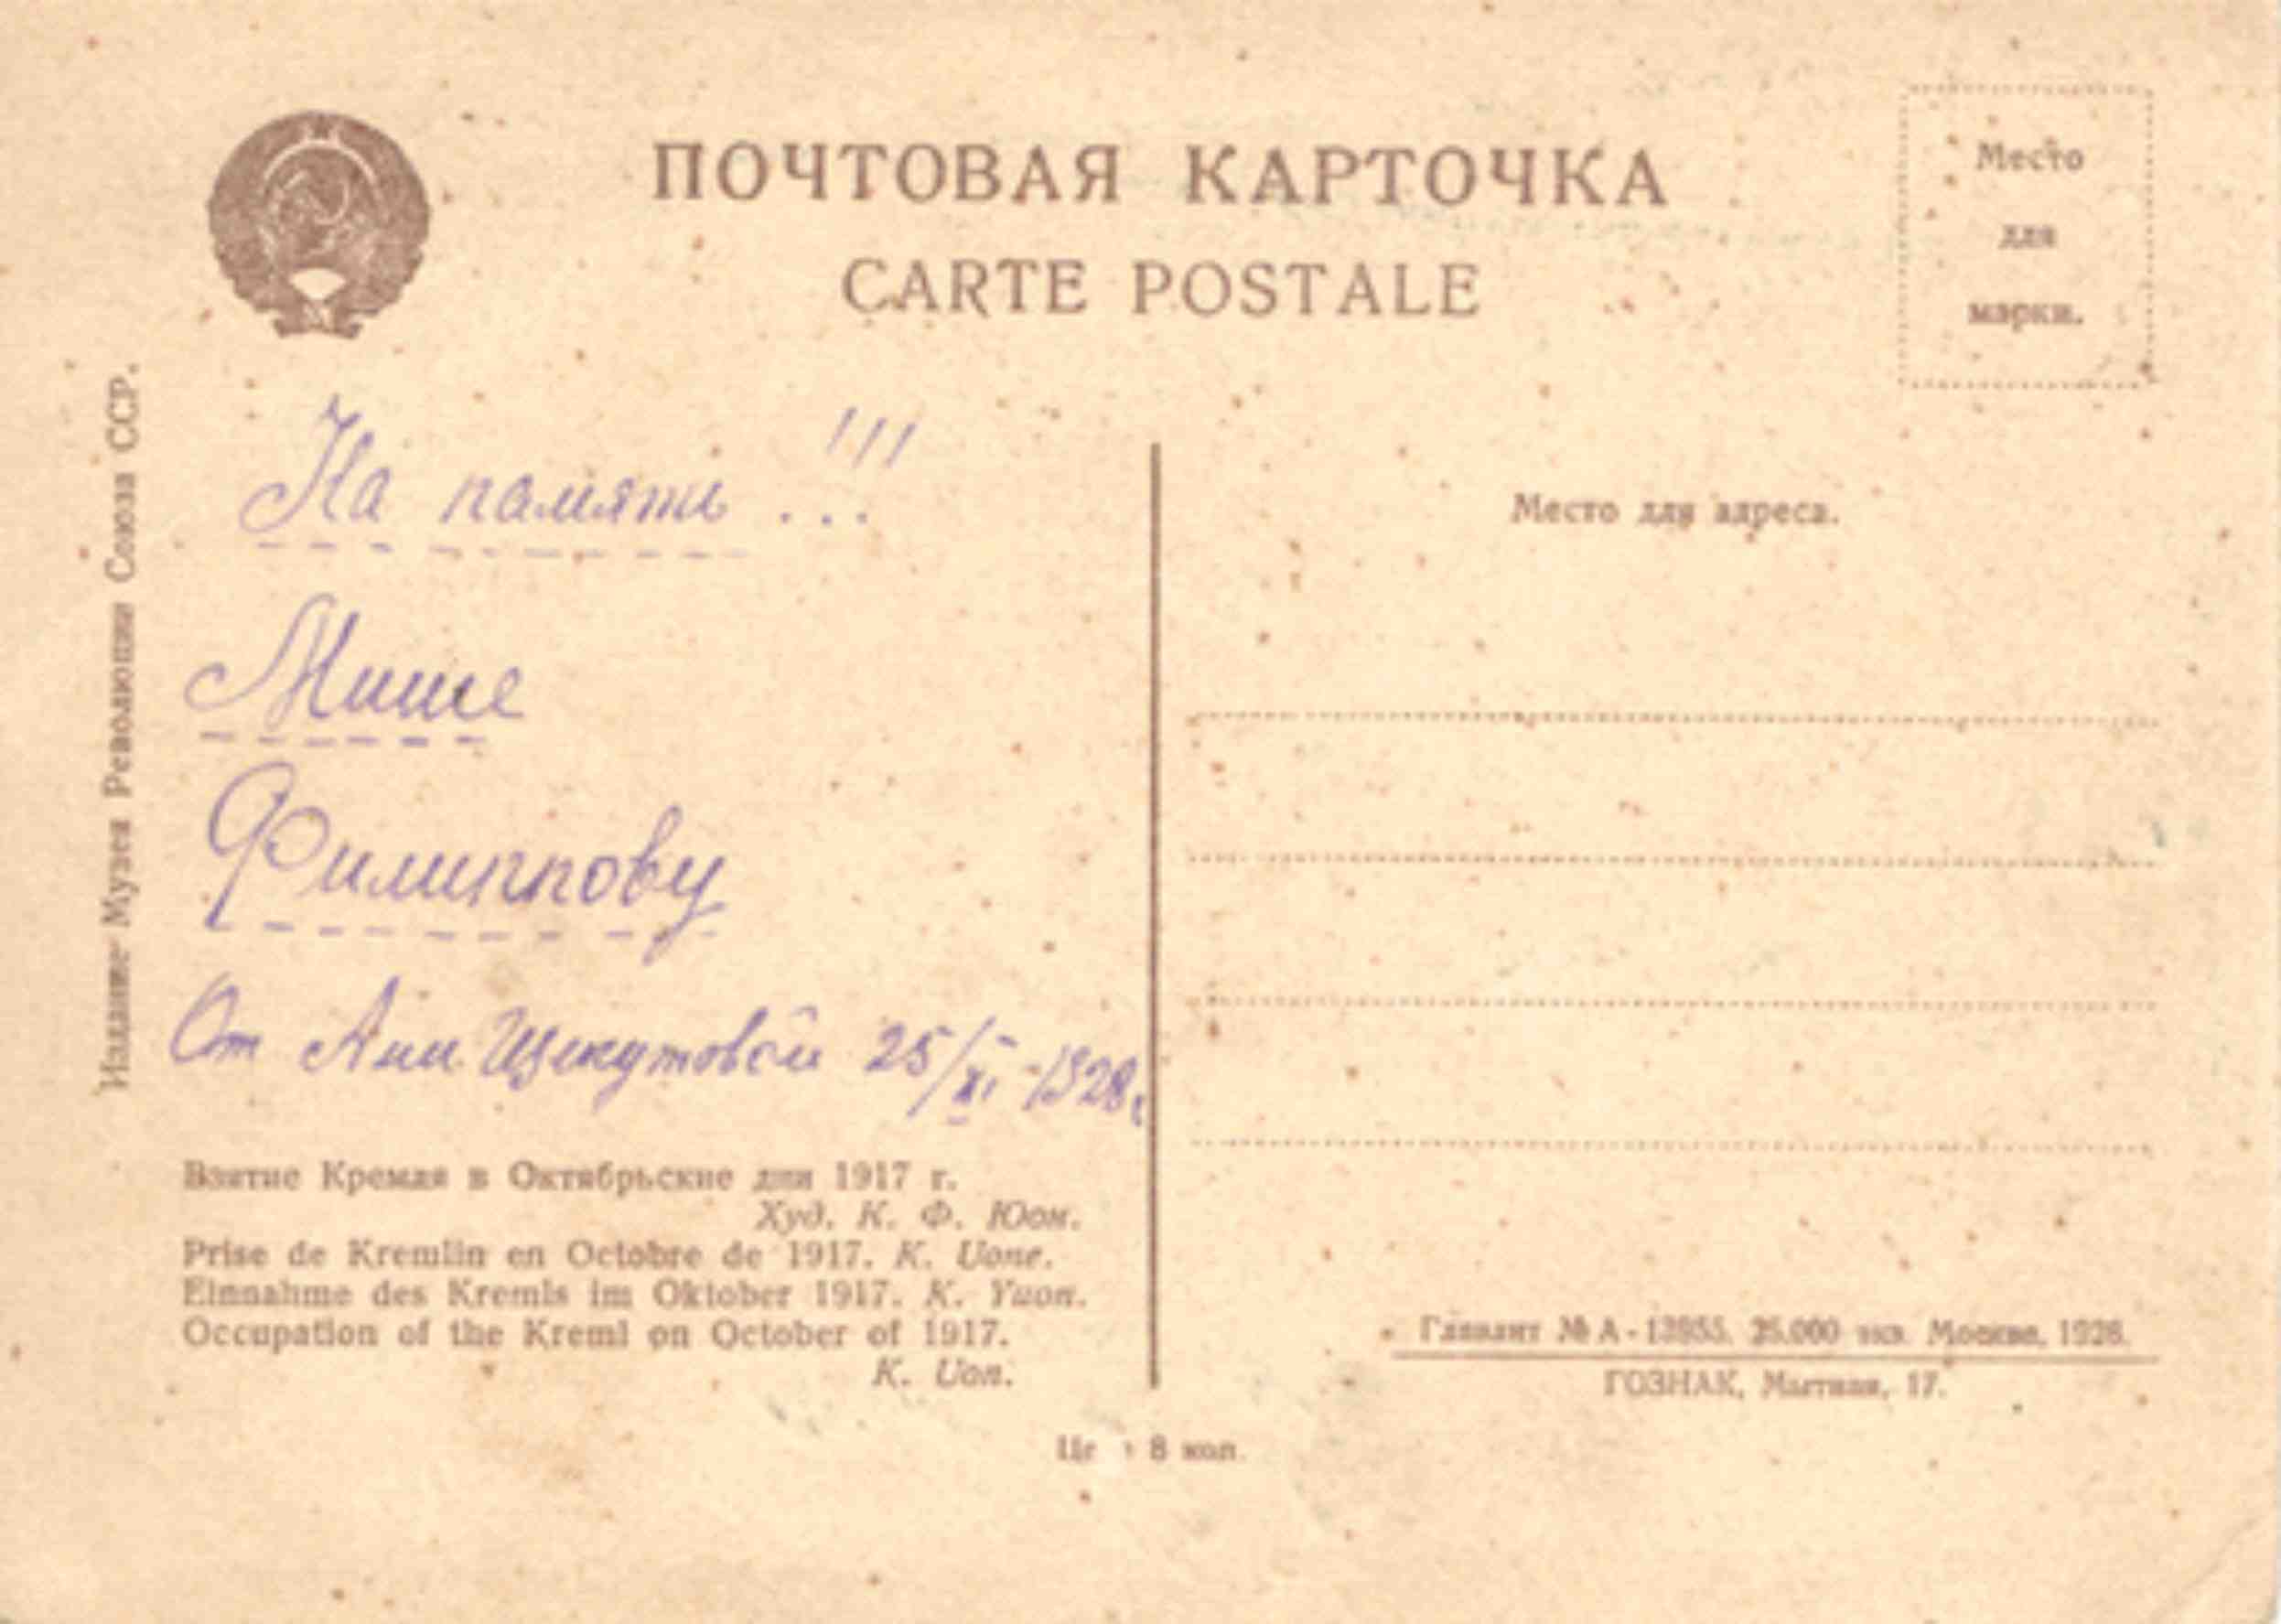 ПОЧТОВАЯ КАРТОЧКА
CARTE POSTALE
Место
для
марки.
Издание Музея Революции Союза ССР.
На память...!!!
Мише
Филиппову
От Ани 25/XI-1928г
Место для адреса.
Взятие Кремля в Октябрьские дни 1917 г.
Худ. К. Ф. Юон.
Prise de Kremlin en Octobre de 1917. K. Uone.
Einnahme des Kremls im Oktober 1917. K. Yuon.
Occupation of the Kreml on October of 1917.
K. Uon.
Главлит № А-13955. 25.000 экз. Москва, 1928.
ГОЗНАК, Мытная, 17.
8 коп.